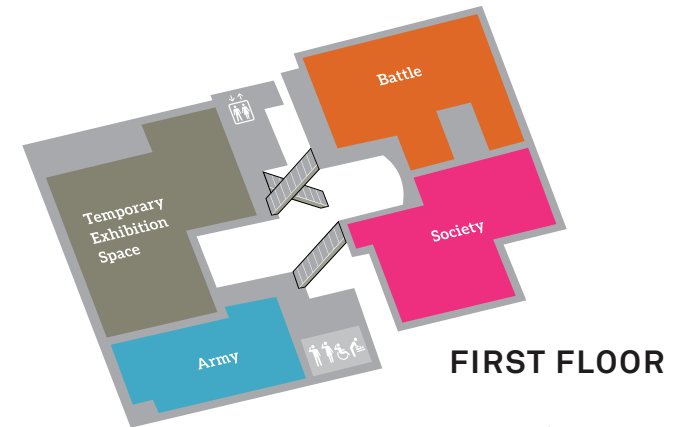 Battle
Temporary
Exhibition
Space
Society
Army
FIRST FLOOR